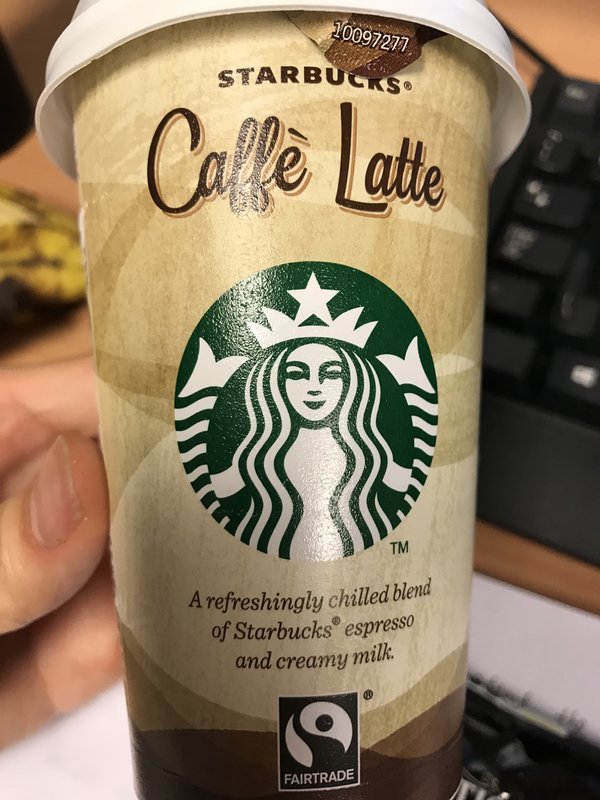 10097277
STARBUCKS®
Caffè Latte
TM
A refreshingly chilled blend
of Starbucks® espresso
and creamy milk.
®
FAIRTRADE